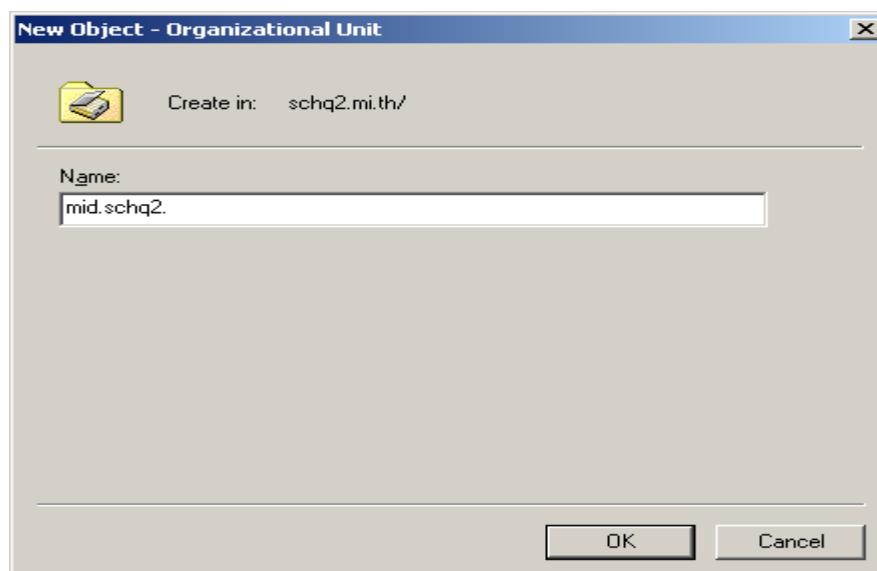 New Object - Organizational Unit
Create in: schq2.mi.th/
Name:
mid.schq2.
OK Cancel